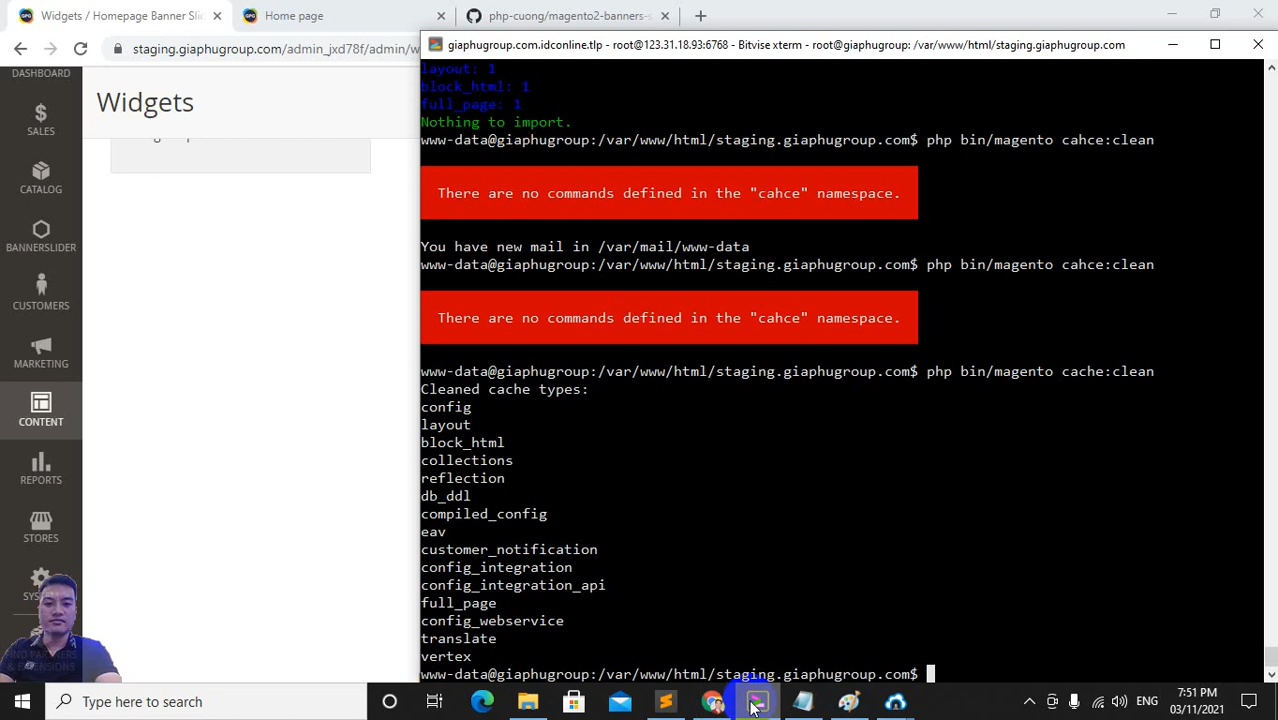 Widgets / Homepage Banner Slid
Home page
php-cuong/magento2-banners-s
staging.giaphugroup.com/admin_jxd78f/admin/w
giaphugroup.com.idconline.tlp - root@123.31.18.93:6768 - Bitvise xterm - root@giaphugroup: /var/www/html/staging.giaphugroup.com
DASHBOARD
SALES
CATALOG
BANNERSLIDER
CUSTOMERS
MARKETING
CONTENT
REPORTS
STORES
FIND PARTNERS
& EXTENSIONS
Widgets
layout: 1
block_html: 1
full_page: 1
Nothing to import.
www-data@giaphugroup:/var/www/html/staging.giaphugroup.com$ php bin/magento cahce:clean
There are no commands defined in the "cahce" namespace.
You have new mail in /var/mail/www-data
www-data@giaphugroup:/var/www/html/staging.giaphugroup.com$ php bin/magento cahce:clean
There are no commands defined in the "cahce" namespace.
www-data@giaphugroup:/var/www/html/staging.giaphugroup.com$ php bin/magento cache:clean
Cleaned cache types:
config
layout
block_html
collections
reflection
db_ddl
compiled_config
eav
customer_notification
config_integration
config_integration_api
full_page
config_webservice
translate
vertex
www-data@giaphugroup:/var/www/html/staging.giaphugroup.com$
Type here to search
ENG
7:51 PM
03/11/2021